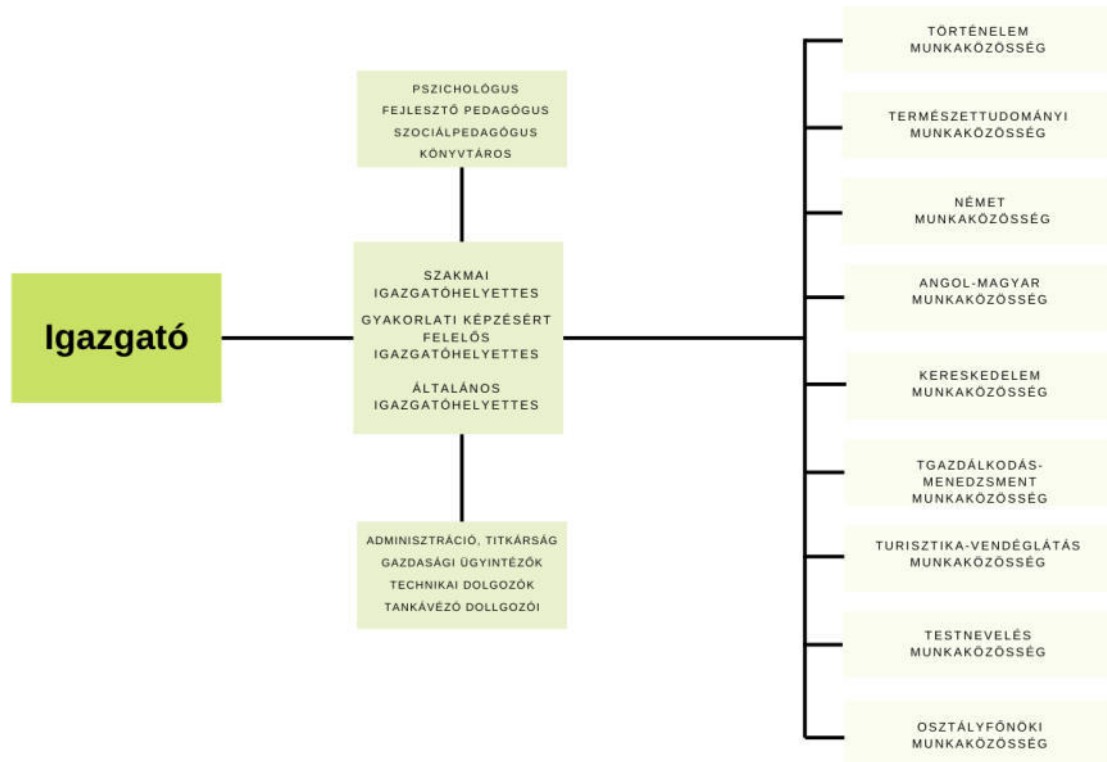 Igazgató
PSZICHOLÓGUS
FEJLESZTŐ PEDAGÓGUS
SZOCIÁLPEDAGÓGUS
KÖNYVTÁROS
SZAKMAI
IGAZGATÓHELYETTES
GYAKORLATI KÉPZÉSÉRT
FELELŐS
IGAZGATÓHELYETTES
ÁLTALÁNOS
IGAZGATÓHELYETTES
ADMINISZTRÁCIÓ, TITKÁRSÁG
GAZDASÁGI ÜGYINTÉZŐK
TECHNIKAI DOLGOZÓK
TANKÁVÉZÓ DOLLGOZÓI
TÖRTÉNELEM
MUNKAKÖZÖSSÉG
TERMÉSZETTUDOMÁNYI
MUNKAKÖZÖSSÉG
NÉMET
MUNKAKÖZÖSSÉG
ANGOL-MAGYAR
MUNKAKÖZÖSSÉG
KERESKEDELEM
MUNKAKÖZÖSSÉG
TGAZDÁLKODÁS-
MENEDZSMENT
MUNKAKÖZÖSSÉG
TURISZTIKA-VENDÉGLÁTÁS
MUNKAKÖZÖSSÉG
TESTNEVELÉS
MUNKAKÖZÖSSÉG
OSZTÁLYFŐNÖKI
MUNKAKÖZÖSSÉG